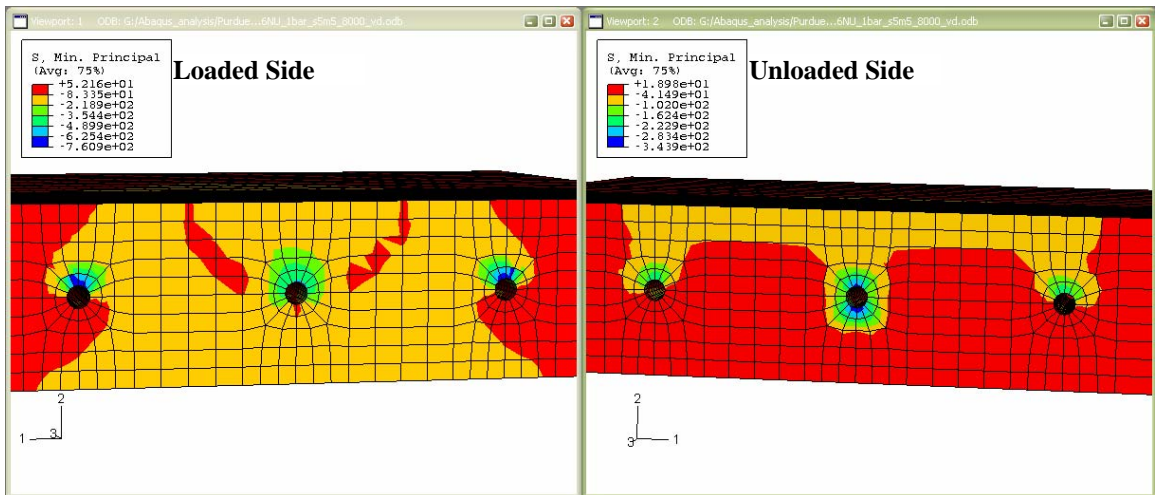 Viewport: 1 ODB: G:/Abaqus_analysis/Purdue...6NU_1bar_s5m5_8000_vd.odb
S, Min. Principal
(Avg: 75%)
+5.216e+01
-8.335e+01
-2.189e+02
-3.544e+02
-4.899e+02
-6.254e+02
-7.609e+02
Loaded Side
2
1
3
Viewport: 2 ODB: G:/Abaqus_analysis/Purdue...6NU_1bar_s5m5_8000_vd.odb
S, Min. Principal
(Avg: 75%)
+1.898e+01
-4.149e+01
-1.020e+02
-1.624e+02
-2.229e+02
-2.834e+02
-3.439e+02
Unloaded Side
2
3
1